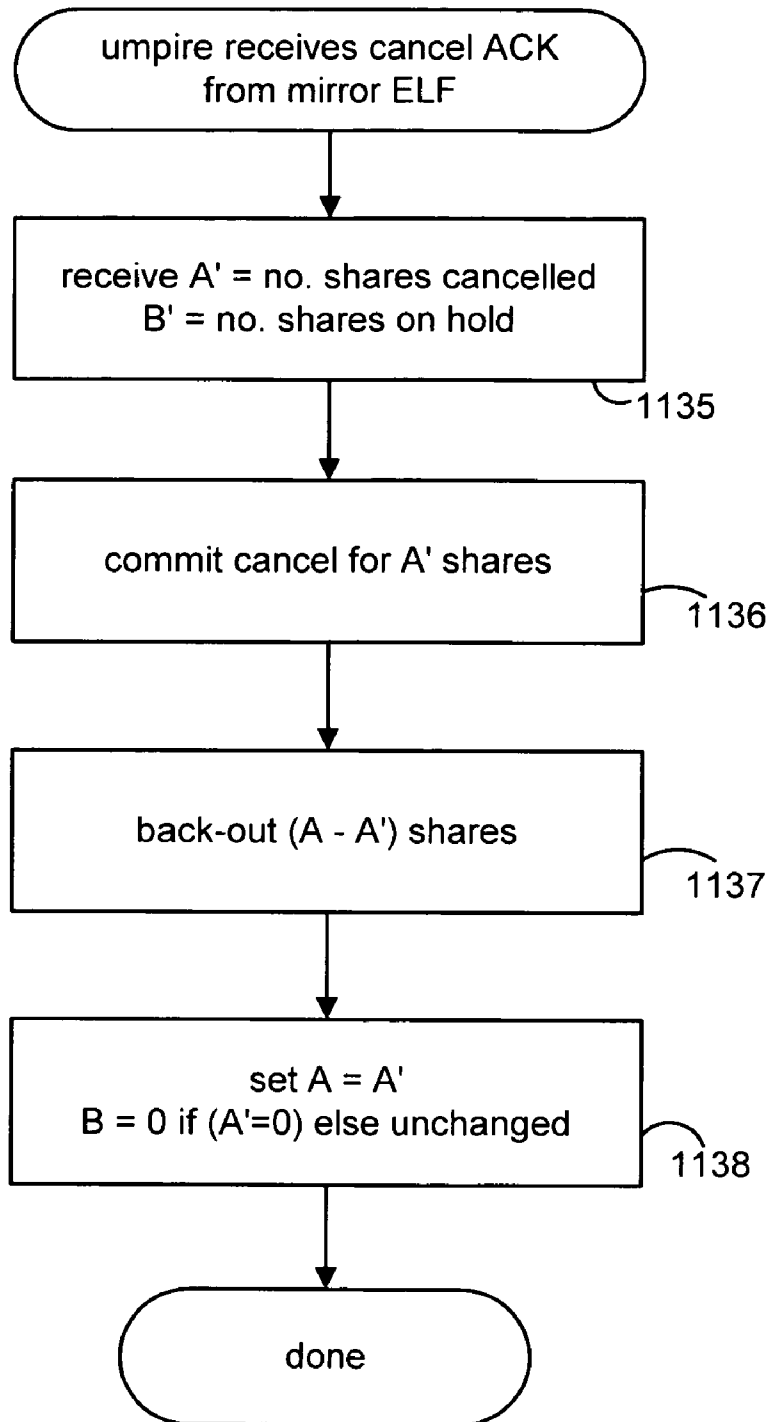 umpire receives cancel ACK
from mirror ELF
receive A' = no. shares cancelled
B' = no. shares on hold
1135
commit cancel for A' shares
1136
back-out (A - A') shares
1137
set A = A'
B = 0 if (A'=0) else unchanged
1138
done